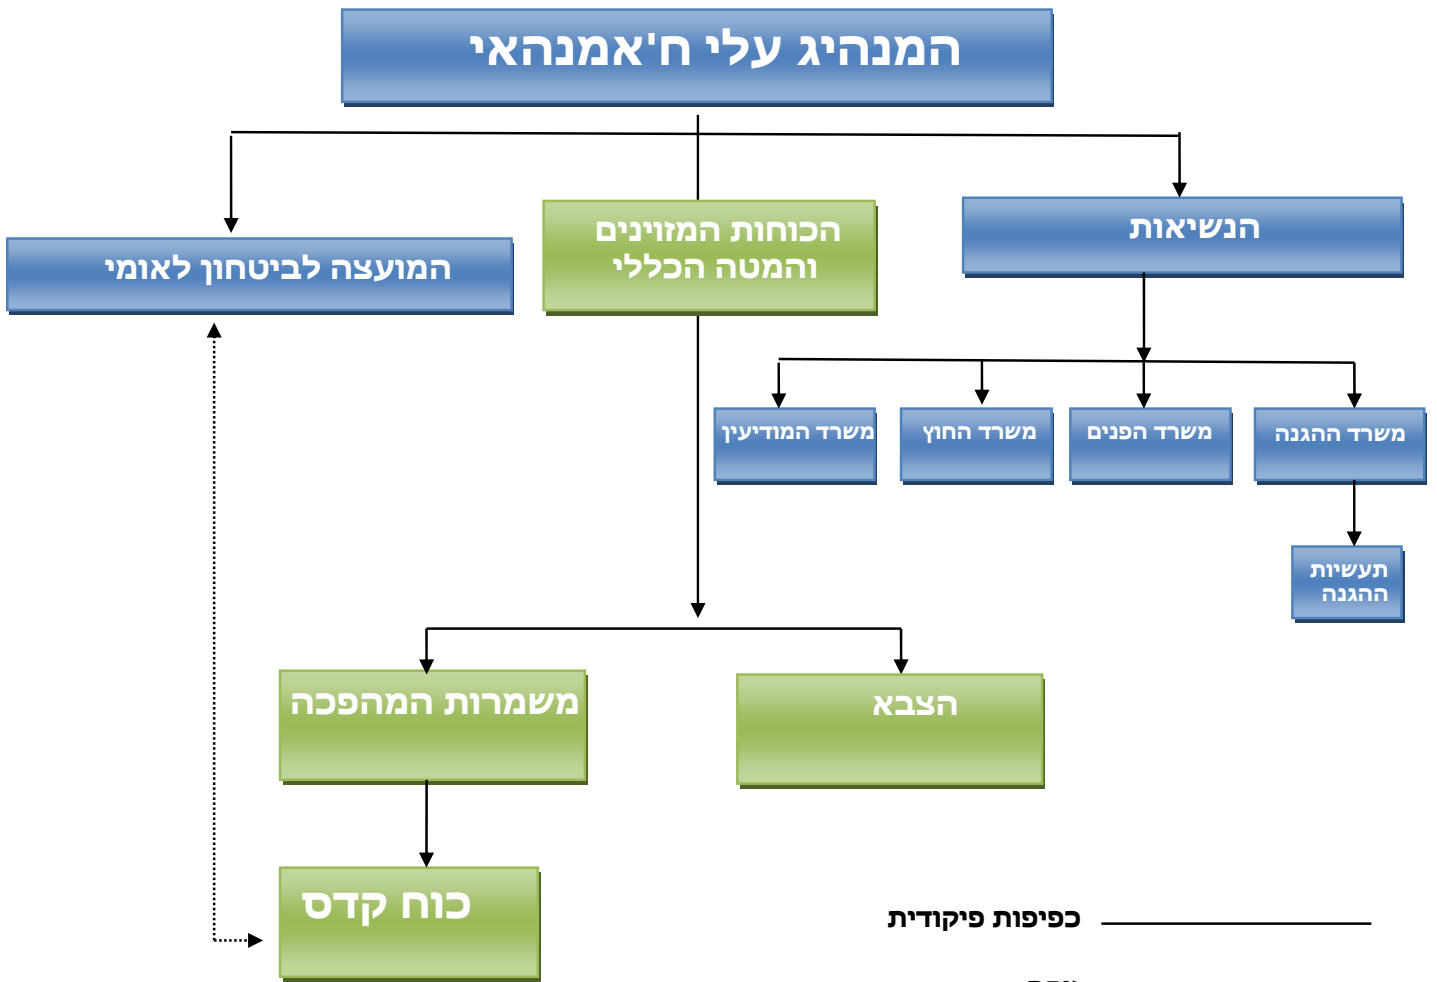 המנהיג עלי ח'אמנהאי
הנשיאות
הכוחות המזוינים
והמטה הכללי
המועצה לביטחון לאומי
משרד ההגנה
משרד הפנים
משרד החוץ
משרד המודיעין
תעשיות
ההגנה
הצבא
משמרות המהפכה
כוח קדס
כפיפות פיקודית